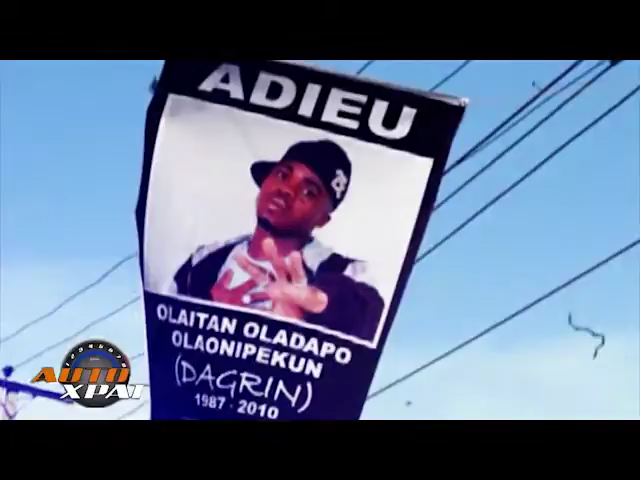 ADIEU
OLAITAN OLADAPO
OLAONIPEKUN
(DAGRIN)
1987 - 2010
AUTO
XPAT